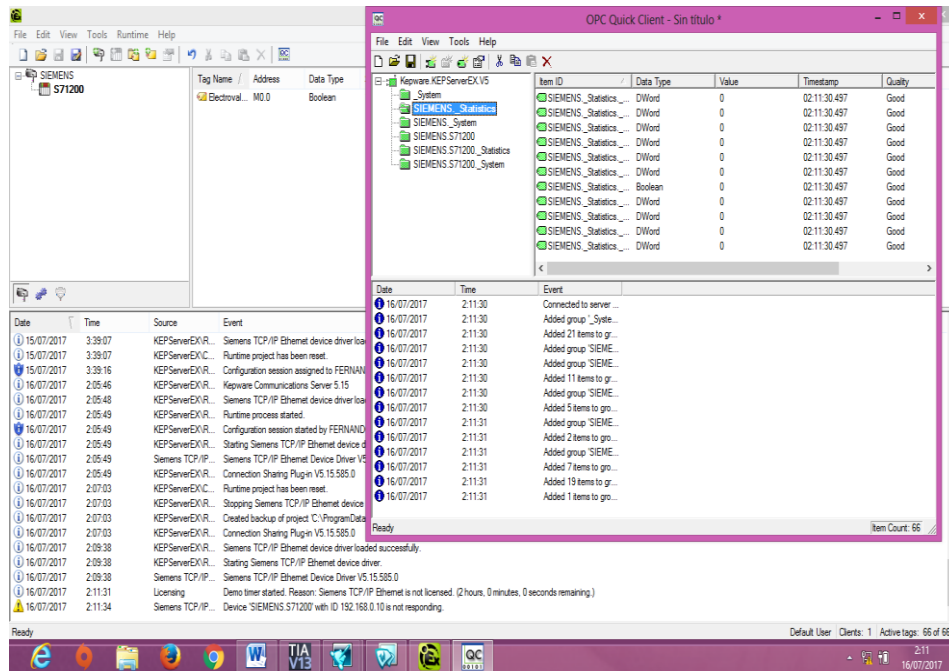 OPC Quick Client - Sin título *
File Edit View Tools Runtime Help
SIEMENS
S71200
Tag Name / Address Data Type
Electroval... M0.0 Boolean
File Edit View Tools Help
Kepware.KEPServerEX.V5
_System
SIEMENS._Statistics
SIEMENS._System
SIEMENS.S71200
SIEMENS.S71200._Statistics
SIEMENS.S71200._System
Item ID / Data Type Value Timestamp Quality
SIEMENS._Statistics._... DWord 0 02:11:30.497 Good
SIEMENS._Statistics._... DWord 0 02:11:30.497 Good
SIEMENS._Statistics._... DWord 0 02:11:30.497 Good
SIEMENS._Statistics._... DWord 0 02:11:30.497 Good
SIEMENS._Statistics._... DWord 0 02:11:30.497 Good
SIEMENS._Statistics._... DWord 0 02:11:30.497 Good
SIEMENS._Statistics._... Boolean 0 02:11:30.497 Good
SIEMENS._Statistics._... DWord 0 02:11:30.497 Good
SIEMENS._Statistics._... DWord 0 02:11:30.497 Good
SIEMENS._Statistics._... DWord 0 02:11:30.497 Good
SIEMENS._Statistics._... DWord 0 02:11:30.497 Good
Date Time Event
16/07/2017 2:11:30 Connected to server ...
16/07/2017 2:11:30 Added group '_Syste...
16/07/2017 2:11:30 Added 21 items to gr...
16/07/2017 2:11:30 Added group 'SIEME...
16/07/2017 2:11:30 Added group 'SIEME...
16/07/2017 2:11:30 Added 11 items to gr...
16/07/2017 2:11:30 Added group 'SIEME...
16/07/2017 2:11:30 Added 5 items to gro...
16/07/2017 2:11:31 Added group 'SIEME...
16/07/2017 2:11:31 Added 2 items to gro...
16/07/2017 2:11:31 Added group 'SIEME...
16/07/2017 2:11:31 Added 7 items to gro...
16/07/2017 2:11:31 Added 19 items to gro...
16/07/2017 2:11:31 Added 1 items to gro...
Ready Item Count: 66
Date Time Source Event
15/07/2017 3:39:07 KEPServerEX\R... Siemens TCP/IP Ethernet device driver loa
15/07/2017 3:39:07 KEPServerEX\C... Runtime project has been reset.
15/07/2017 3:39:16 KEPServerEX\R... Configuration session assigned to FERNAN
16/07/2017 2:05:46 KEPServerEX\R... Kepware Communications Server 5.15
16/07/2017 2:05:48 KEPServerEX\R... Siemens TCP/IP Ethernet device driver loa
16/07/2017 2:05:49 KEPServerEX\R... Runtime process started.
16/07/2017 2:05:49 KEPServerEX\R... Configuration session started by FERNAND
16/07/2017 2:05:49 KEPServerEX\R... Starting Siemens TCP/IP Ethernet device d
16/07/2017 2:05:49 Siemens TCP/IP... Siemens TCP/IP Ethernet Device Driver V5
16/07/2017 2:05:49 KEPServerEX\R... Connection Sharing Plug-in V5.15.585.0
16/07/2017 2:07:03 KEPServerEX\C... Runtime project has been reset.
16/07/2017 2:07:03 KEPServerEX\R... Stopping Siemens TCP/IP Ethernet device
16/07/2017 2:07:03 KEPServerEX\R... Created backup of project 'C:\ProgramData
16/07/2017 2:07:03 KEPServerEX\R... Connection Sharing Plug-in V5.15.585.0
16/07/2017 2:09:38 KEPServerEX\R... Siemens TCP/IP Ethernet device driver loaded successfully.
16/07/2017 2:09:38 KEPServerEX\R... Starting Siemens TCP/IP Ethernet device driver.
16/07/2017 2:09:38 Siemens TCP/IP... Siemens TCP/IP Ethernet Device Driver V5.15.585.0
16/07/2017 2:11:31 Licensing Demo timer started. Reason: Siemens TCP/IP Ethernet is not licensed. (2 hours, 0 minutes, 0 seconds remaining.)
16/07/2017 2:11:34 Siemens TCP/IP... Device 'SIEMENS.S71200' with ID 192.168.0.10 is not responding.
Ready Default User Clients: 1 Active tags: 66 of 66
TIA
V13
QC
2:11
16/07/2017